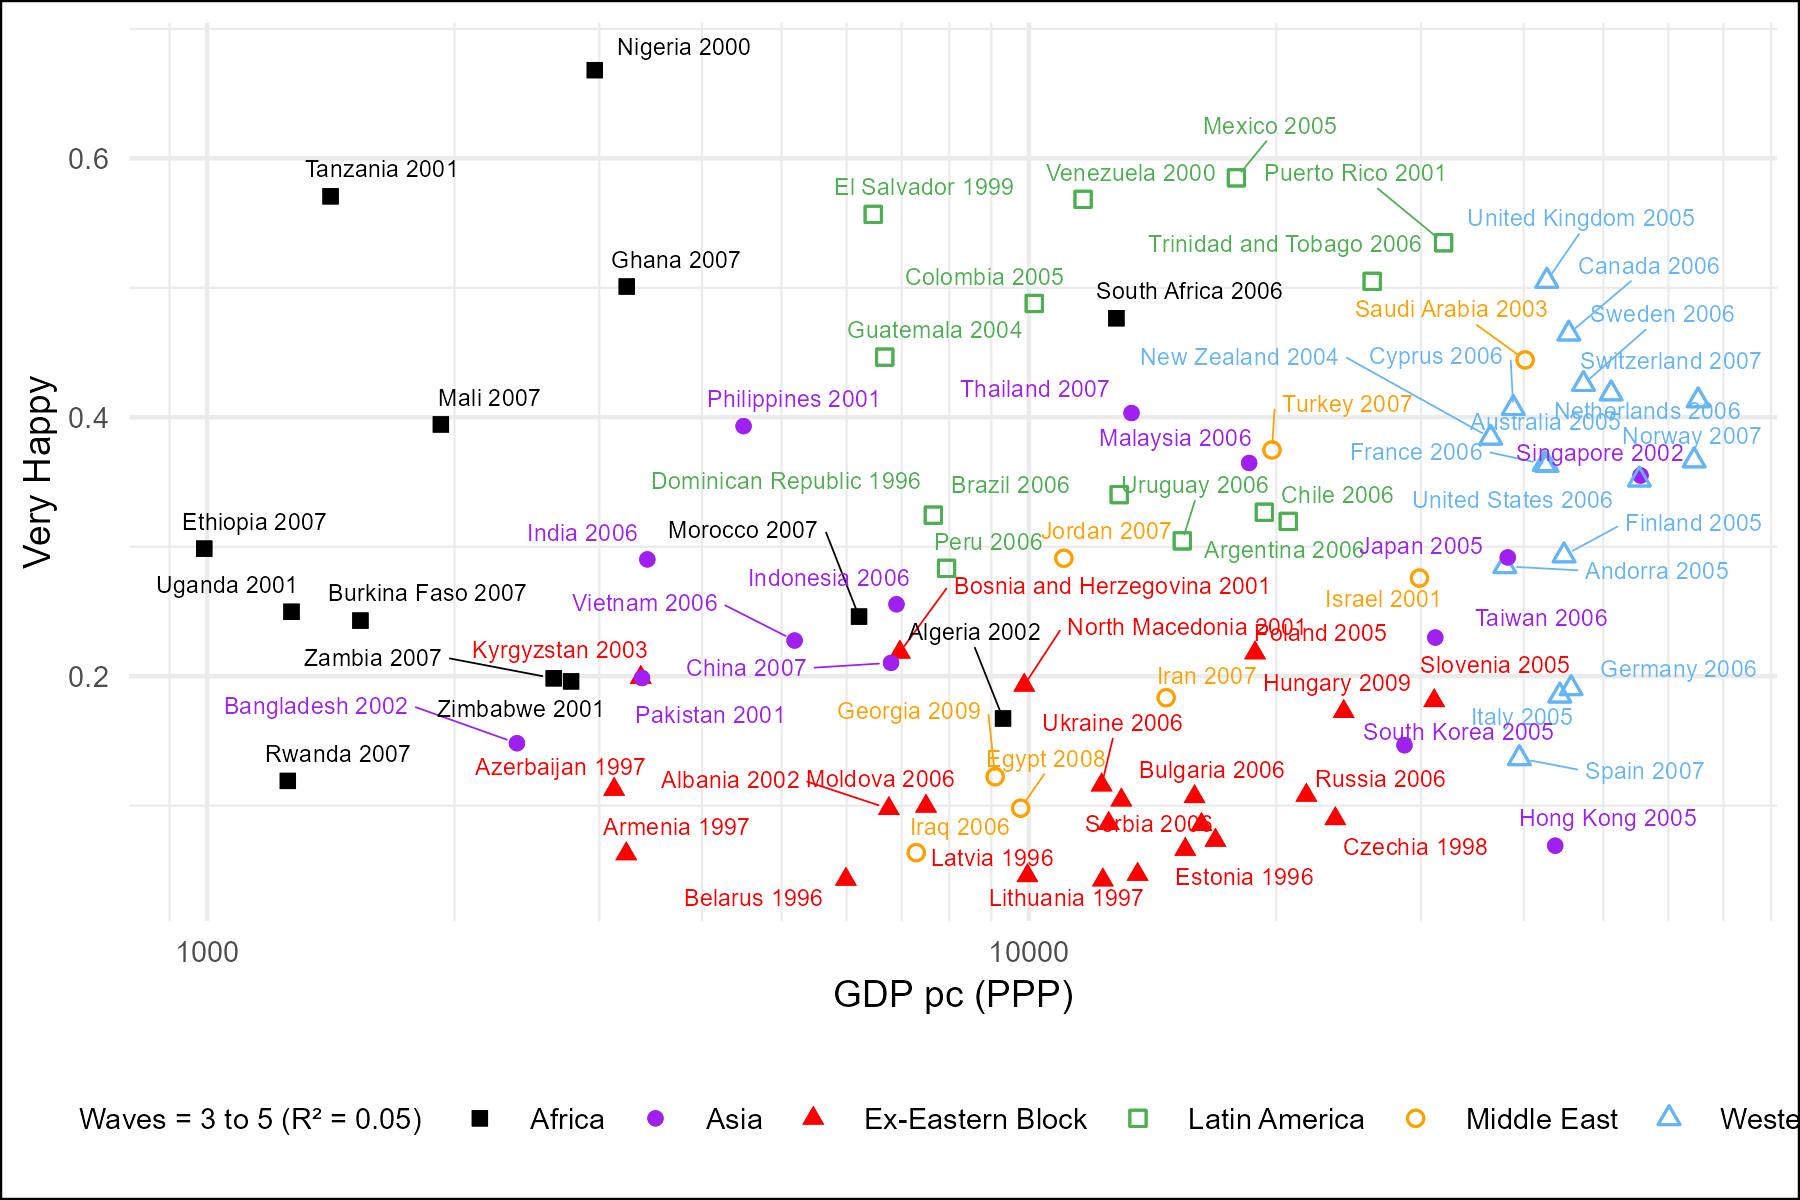 Nigeria 2000
Mexico 2005
0.6
Tanzania 2001
Venezuela 2000
Puerto Rico 2001
El Salvador 1999
United Kingdom 2005
Trinidad and Tobago 2006
Ghana 2007
Canada 2006
Colombia 2005
South Africa 2006
Saudi Arabia 2003
Sweden 2006
Guatemala 2004
New Zealand 2004
Cyprus 2006
Switzerland 2007
Thailand 2007
Mali 2007
Philippines 2001
Turkey 2007
Netherlands 2006
0.4
Australia 2005
Malaysia 2006
Norway 2007
France 2006
Singapore 2002
Dominican Republic 1996
Brazil 2006
Uruguay 2006
Chile 2006
United States 2006
Ethiopia 2007
India 2006
Morocco 2007
Jordan 2007
Finland 2005
Peru 2006
Argentina 2006
Japan 2005
Very Happy
Andorra 2005
Indonesia 2006
Uganda 2001
Burkina Faso 2007
Bosnia and Herzegovina 2001
Israel 2001
Vietnam 2006
Taiwan 2006
Algeria 2002
North Macedonia 2001
Poland 2005
Kyrgyzstan 2003
Zambia 2007
China 2007
Slovenia 2005
Germany 2006
0.2
Iran 2007
Hungary 2009
Bangladesh 2002
Zimbabwe 2001
Pakistan 2001
Georgia 2009
Ukraine 2006
Italy 2005
South Korea 2005
Rwanda 2007
Egypt 2008
Azerbaijan 1997
Albania 2002
Moldova 2006
Bulgaria 2006
Russia 2006
Spain 2007
Armenia 1997
Iraq 2006
Serbia 2006
Hong Kong 2005
Latvia 1996
Czechia 1998
Estonia 1996
Belarus 1996
Lithuania 1997
1000
10000
GDP pc (PPP)
Waves = 3 to 5 (R² = 0.05) Africa Asia Ex-Eastern Block Latin America Middle East Weste